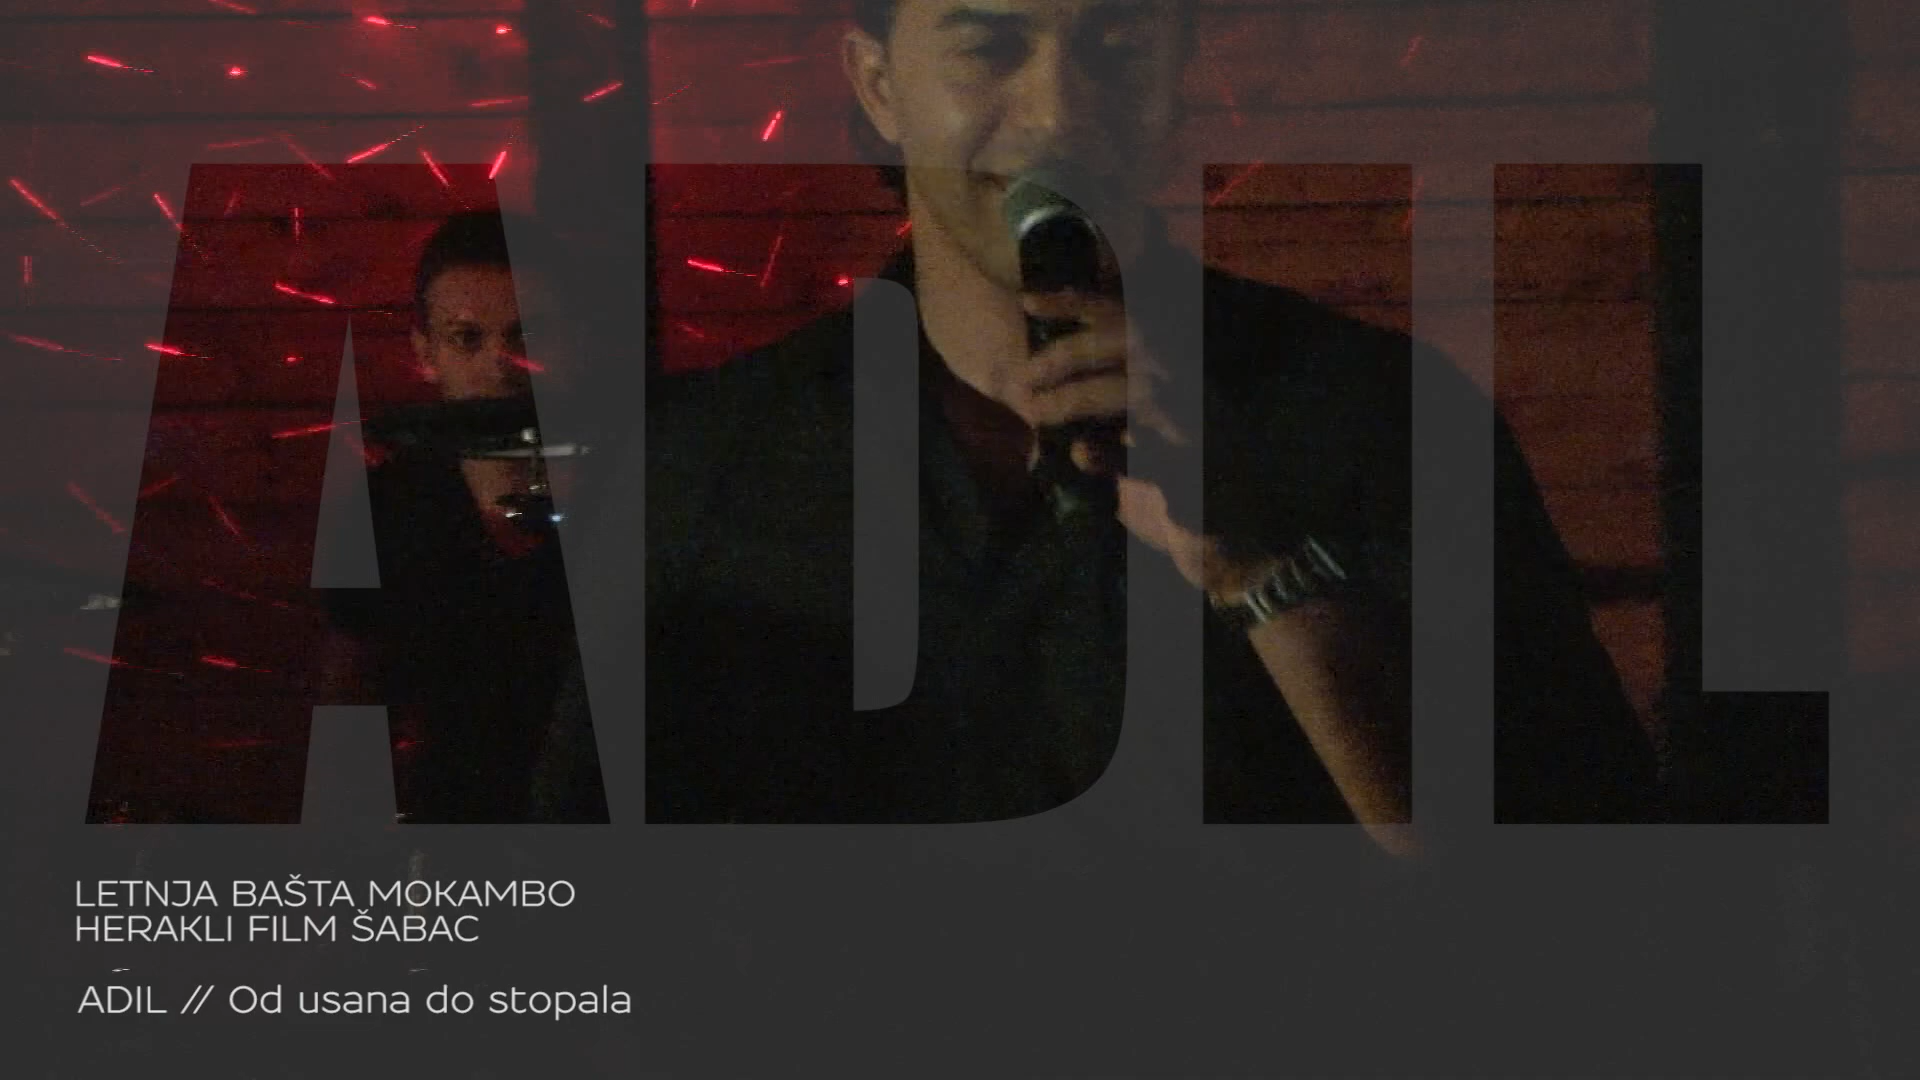 ADIL
LETNJA BAŠTA MOKAMBO
HERAKLI FILM ŠABAC
ADIL // Od usana do stopala